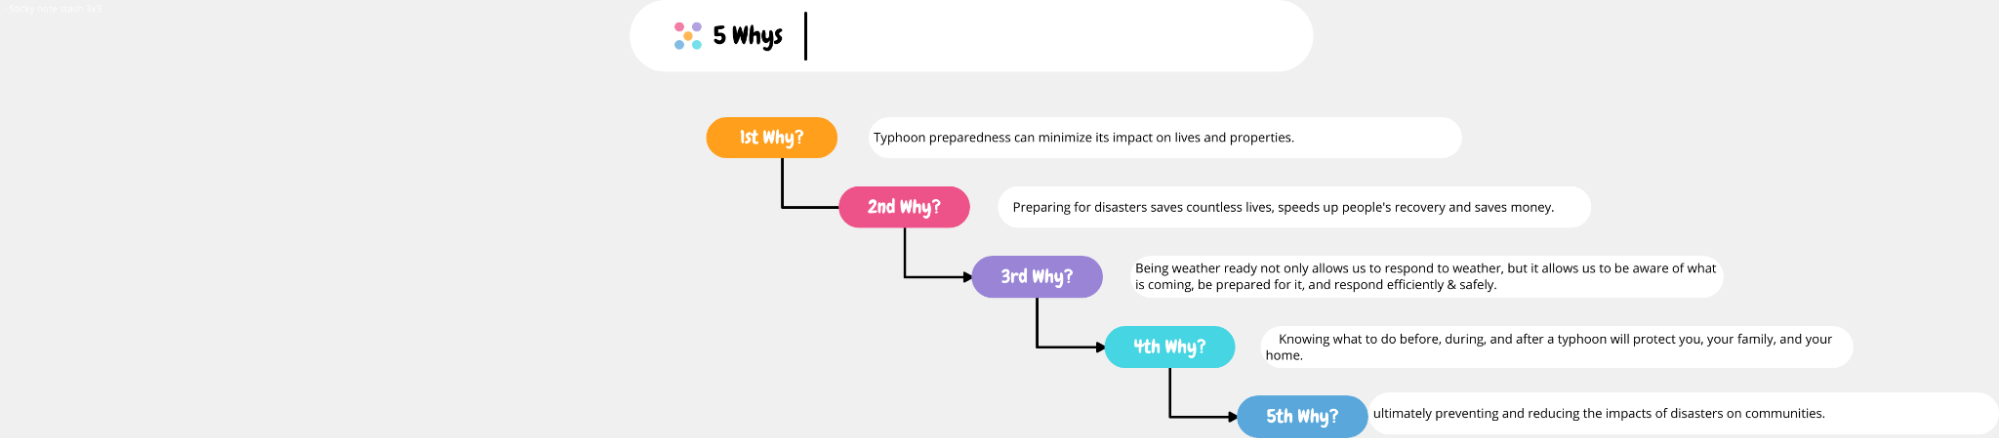 5 Whys
1st Why?
Typhoon preparedness can minimize its impact on lives and properties.
2nd Why?
Preparing for disasters saves countless lives, speeds up people's recovery and saves money.
3rd Why?
Being weather ready not only allows us to respond to weather, but it allows us to be aware of what
is coming, be prepared for it, and respond efficiently & safely.
4th Why?
Knowing what to do before, during, and after a typhoon will protect you, your family, and your
home.
5th Why?
ultimately preventing and reducing the impacts of disasters on communities.